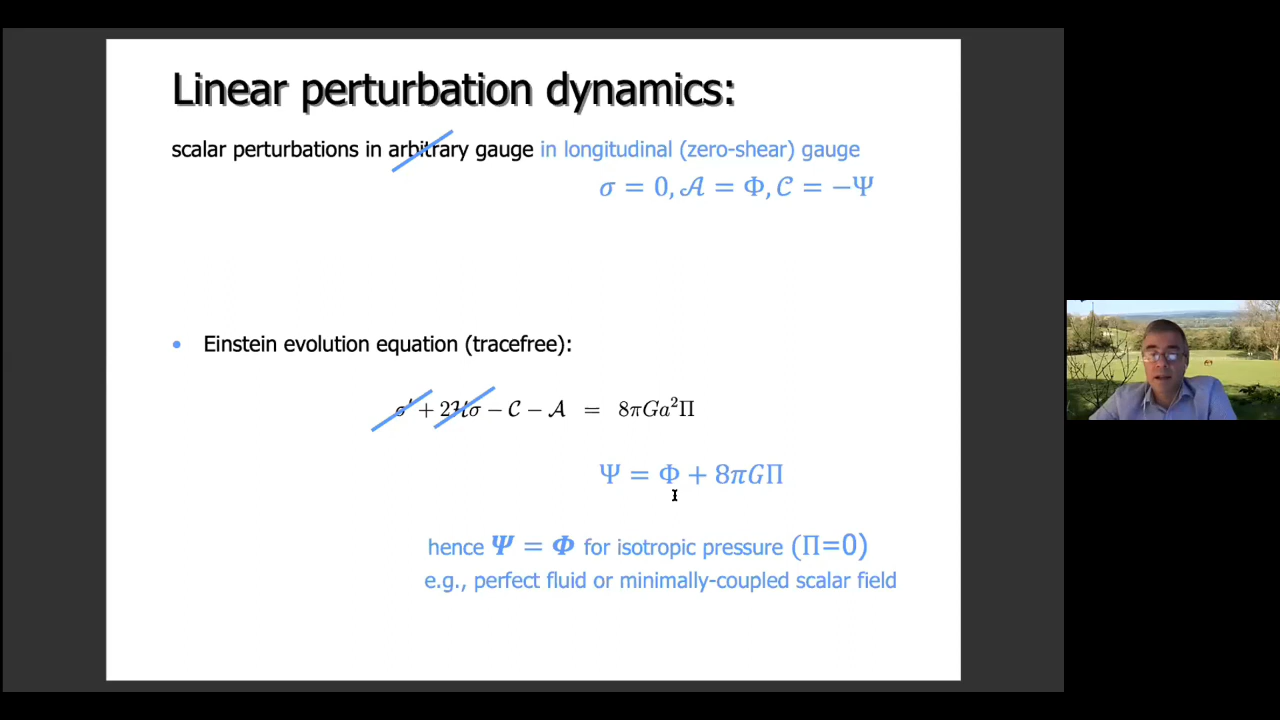 Linear perturbation dynamics:
scalar perturbations in arbitrary gauge in longitudinal (zero-shear) gauge
σ = 0, 𝒜 = Φ, 𝒞 = −Ψ
• Einstein evolution equation (tracefree):
σ′ + 2ℋσ − 𝒞 − 𝒜 = 8πGa²Π
Ψ = Φ + 8πGΠ
hence Ψ = Φ for isotropic pressure (Π=0)
e.g., perfect fluid or minimally-coupled scalar field